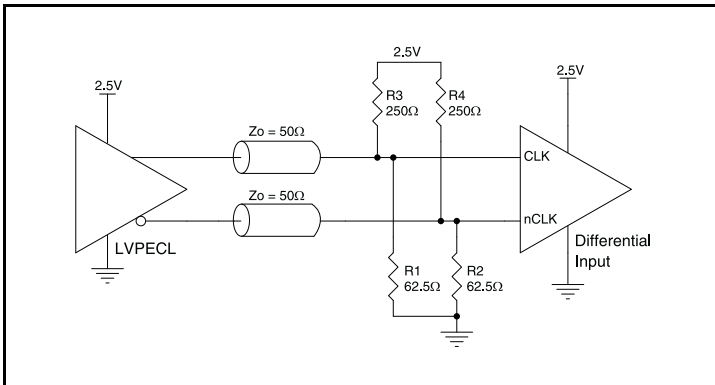 2.5V
2.5V
2.5V
R3
250Ω
R4
250Ω
Zo = 50Ω
CLK
Zo = 50Ω
nCLK
LVPECL
Differential
Input
R1
62.5Ω
R2
62.5Ω